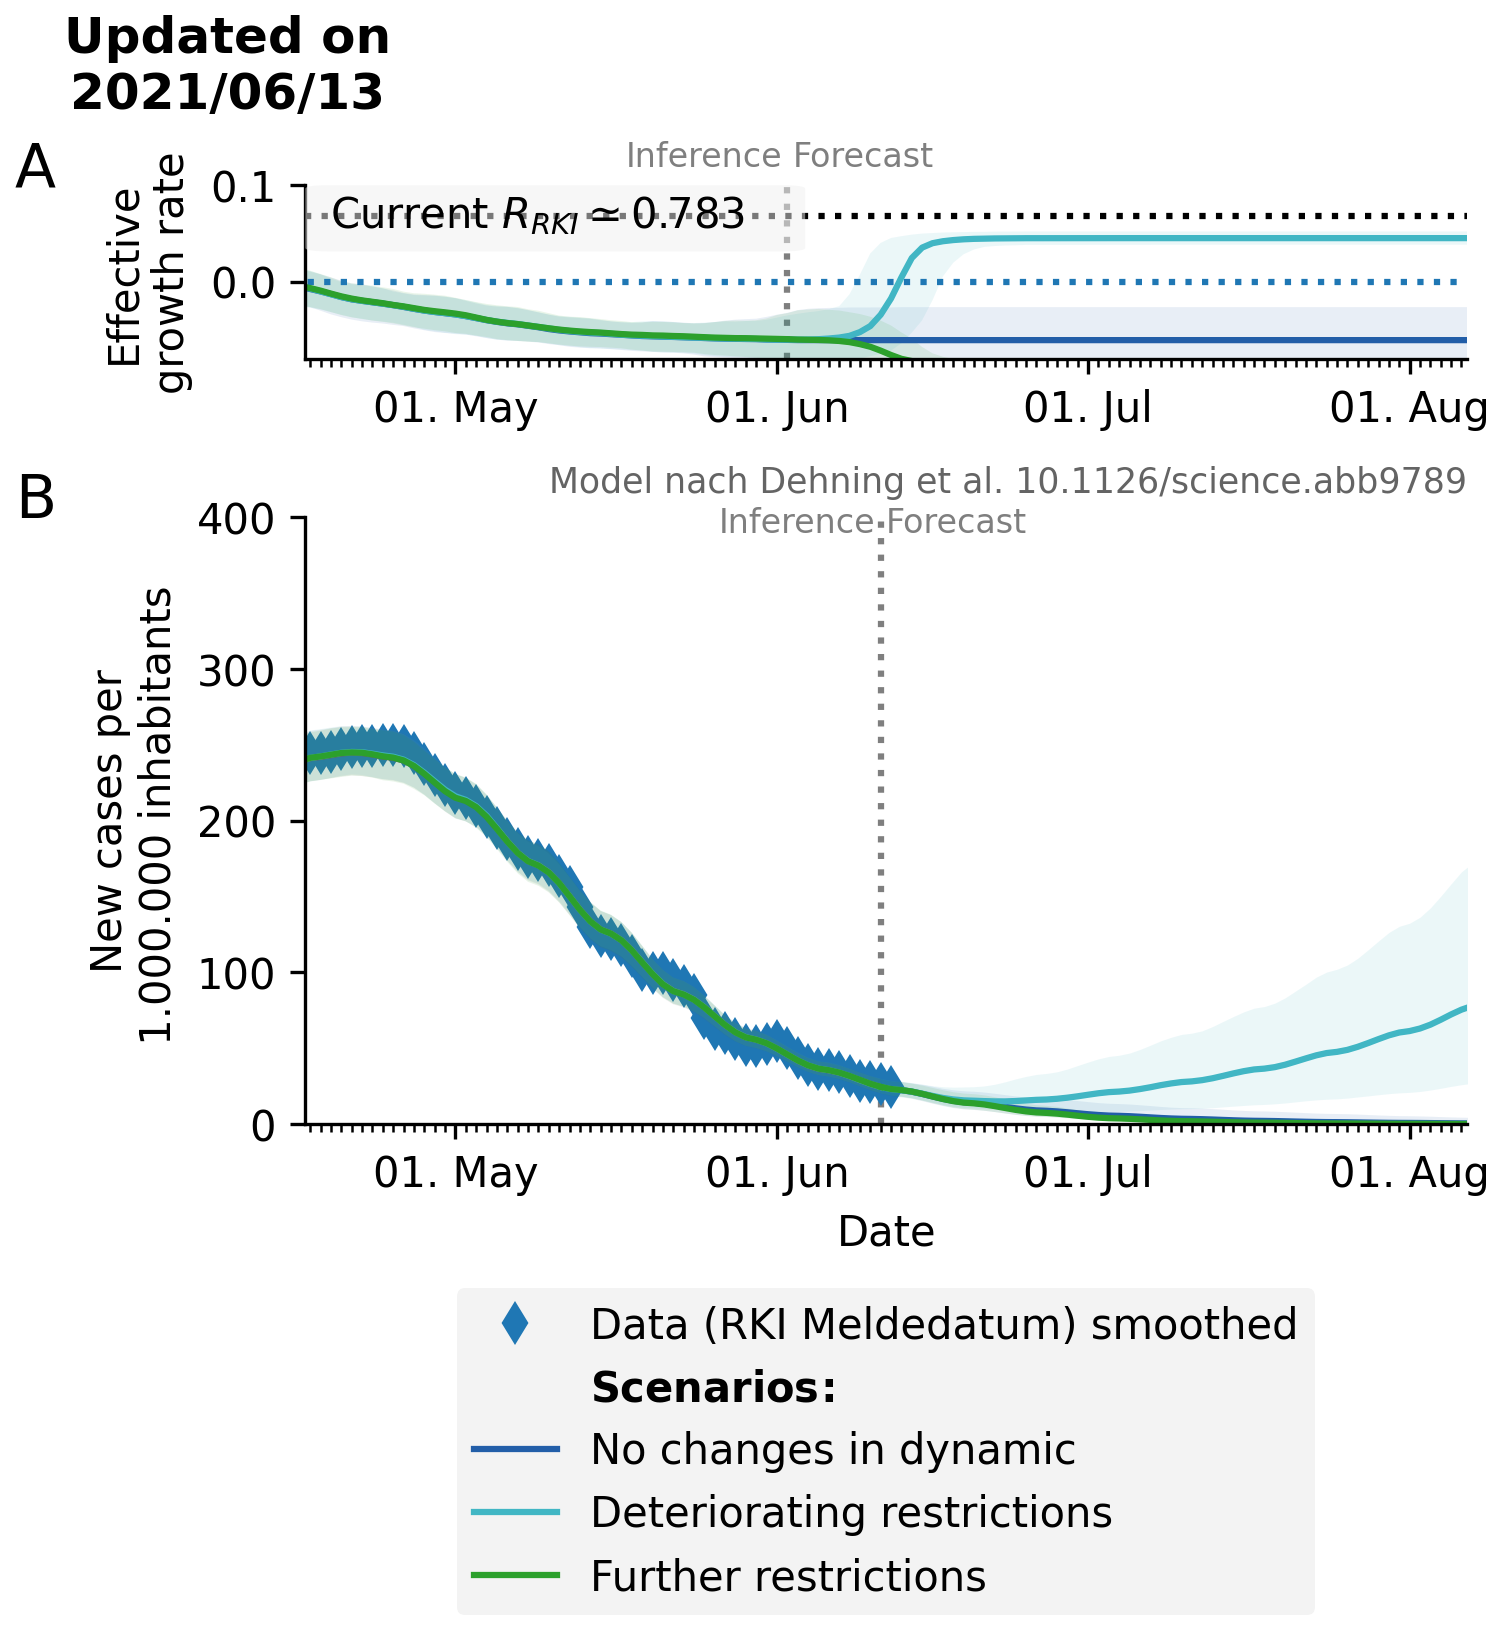 Updated on
2021/06/13
A
Inference Forecast
Effective
growth rate
0.1
0.0
Current R_RKI ≃ 0.783
01. May
01. Jun
01. Jul
01. Aug
B
Model nach Dehning et al. 10.1126/science.abb9789
Inference Forecast
New cases per
1.000.000 inhabitants
400
300
200
100
0
01. May
01. Jun
01. Jul
01. Aug
Date
Data (RKI Meldedatum) smoothed
Scenarios:
No changes in dynamic
Deteriorating restrictions
Further restrictions